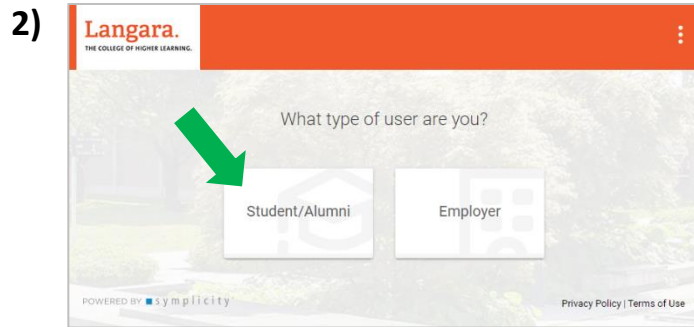 2)
Langara.
THE COLLEGE OF HIGHER LEARNING.
What type of user are you?
Student/Alumni
Employer
POWERED BY symplicity
Privacy Policy | Terms of Use